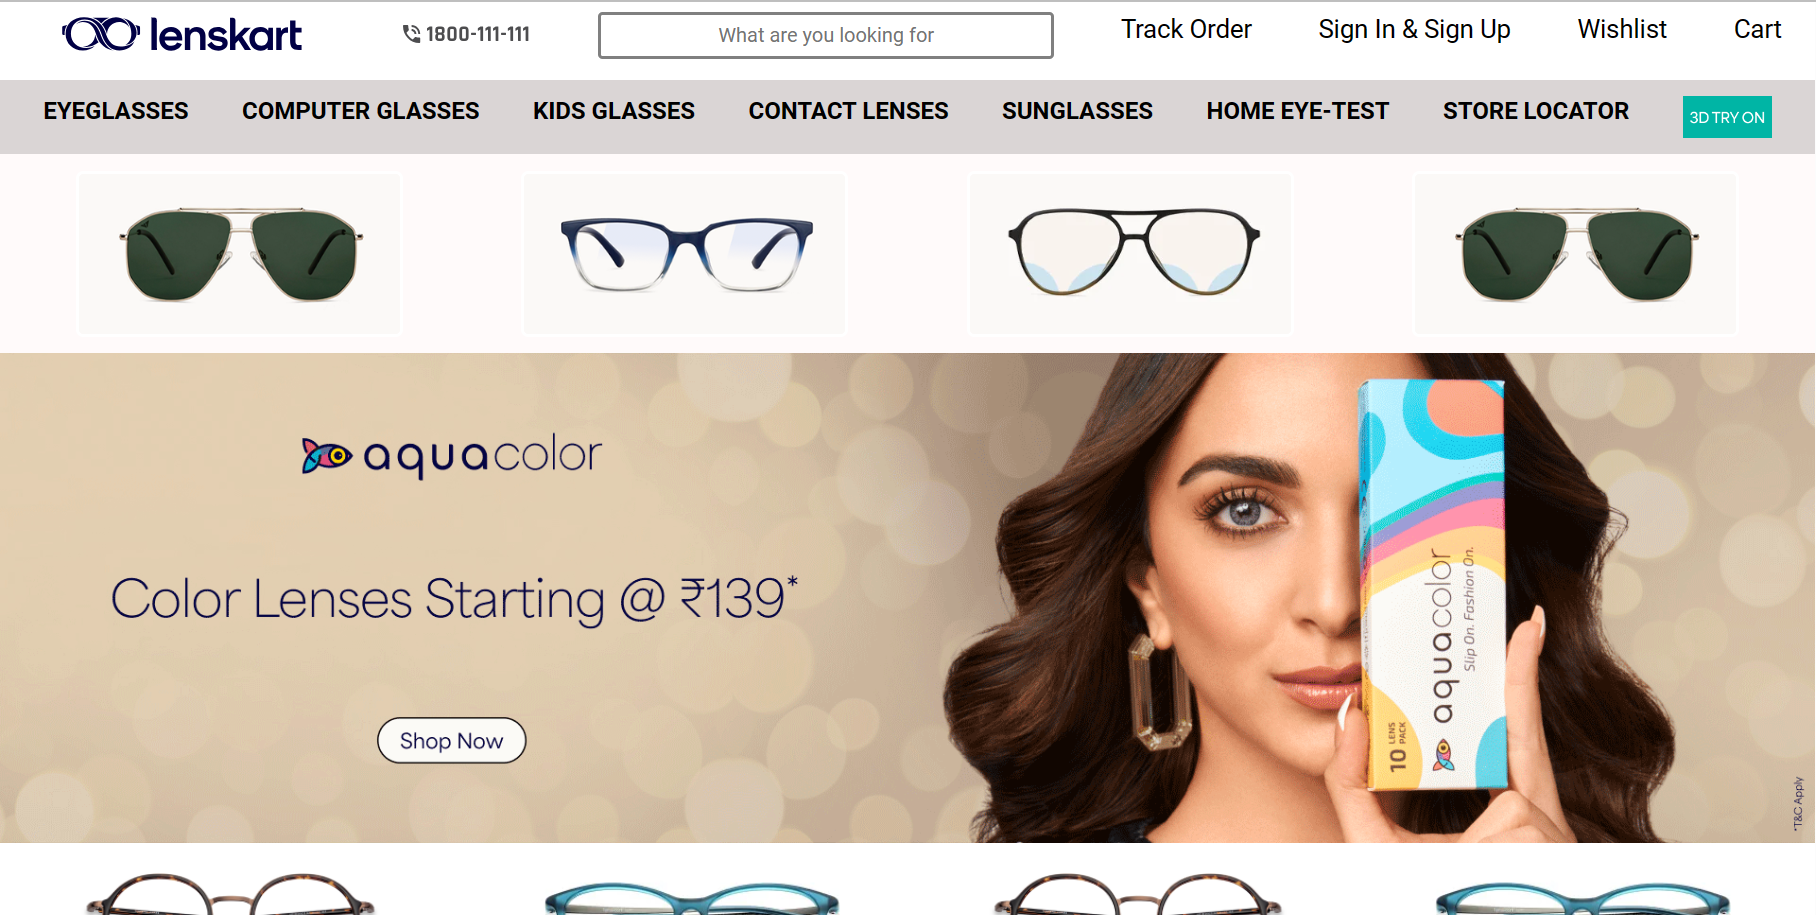 lenskart
1800-111-111
What are you looking for
Track Order
Sign In & Sign Up
Wishlist
Cart
EYEGLASSES
COMPUTER GLASSES
KIDS GLASSES
CONTACT LENSES
SUNGLASSES
HOME EYE-TEST
STORE LOCATOR
3D TRY ON
aquacolor
Color Lenses Starting @ ₹139*
Shop Now
aquacolor
Slip On. Fashion On.
10 LENS
PACK
*T&C Apply